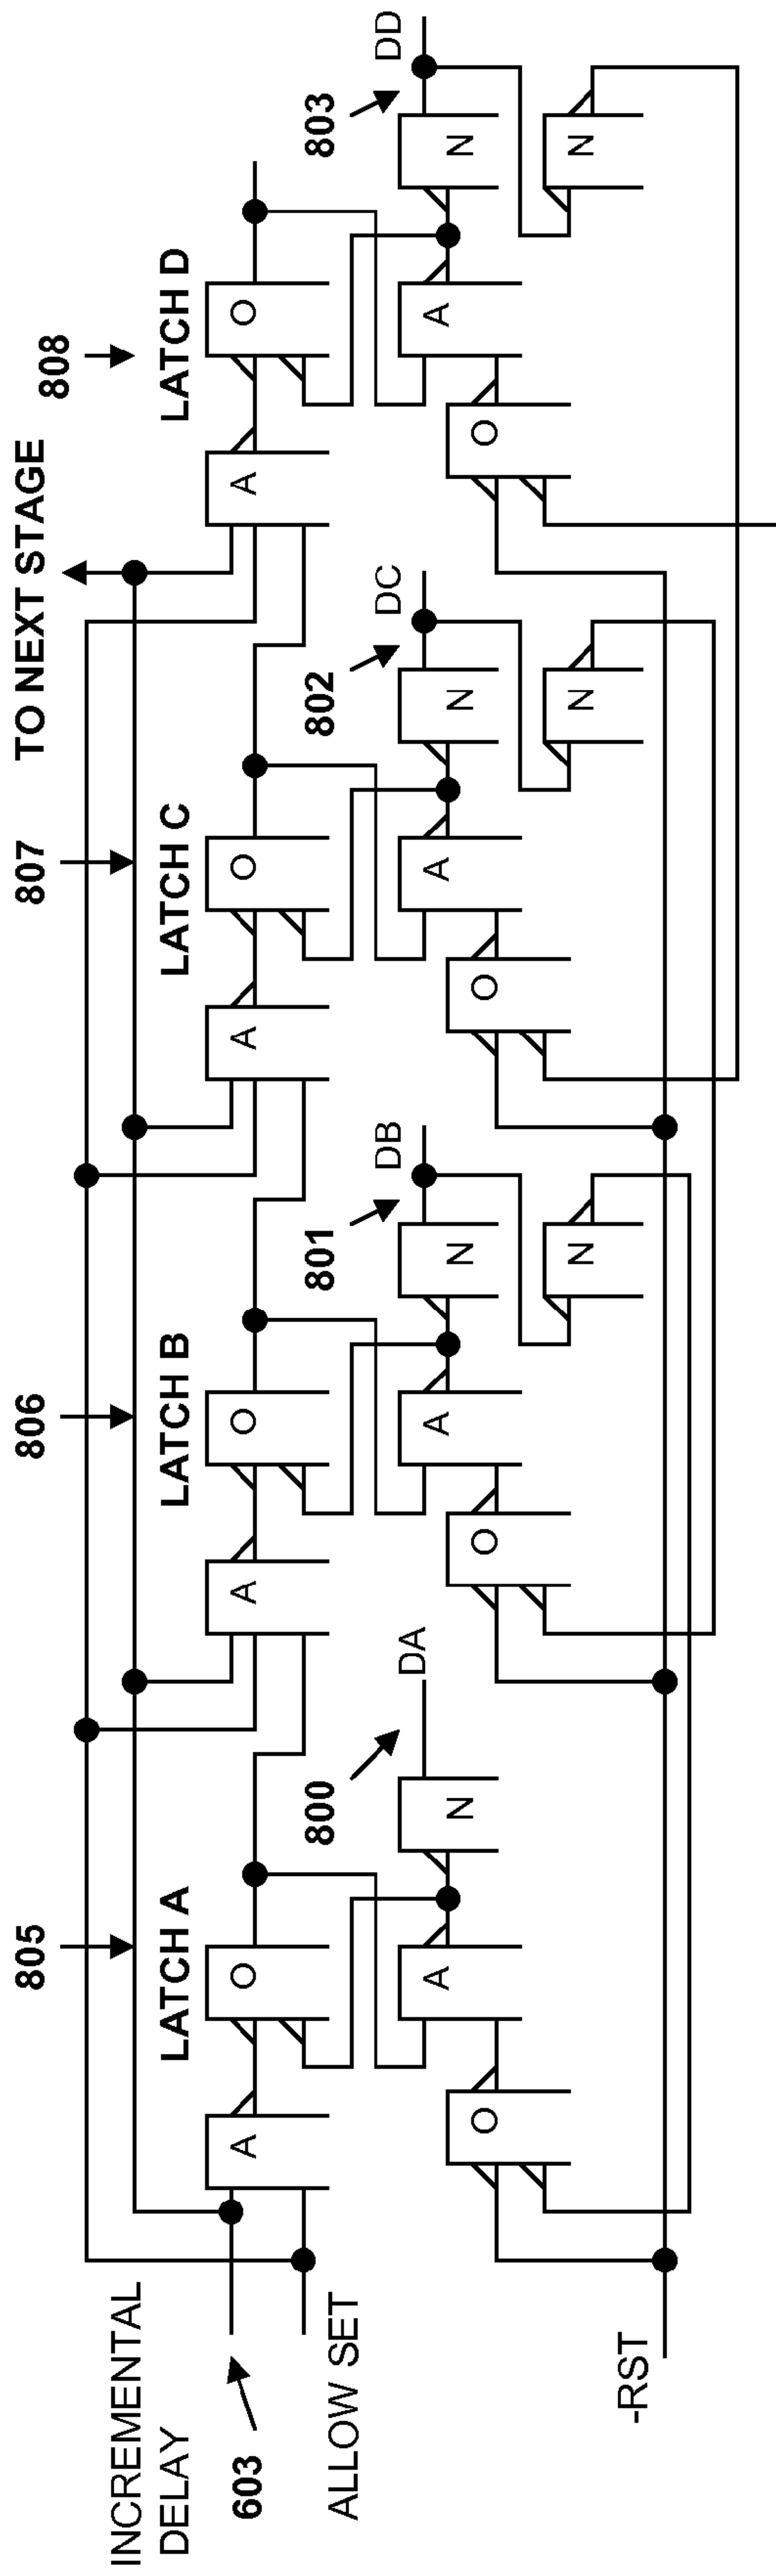 805
806
807
TO NEXT STAGE
808
INCREMENTAL
DELAY
LATCH A
LATCH B
LATCH C
LATCH D
603
A
O
A
O
A
O
A
O
ALLOW SET
800
801
802
803
DA
DB
DC
DD
A
N
A
N
A
N
A
N
O
O
O
O
N
N
N
-RST